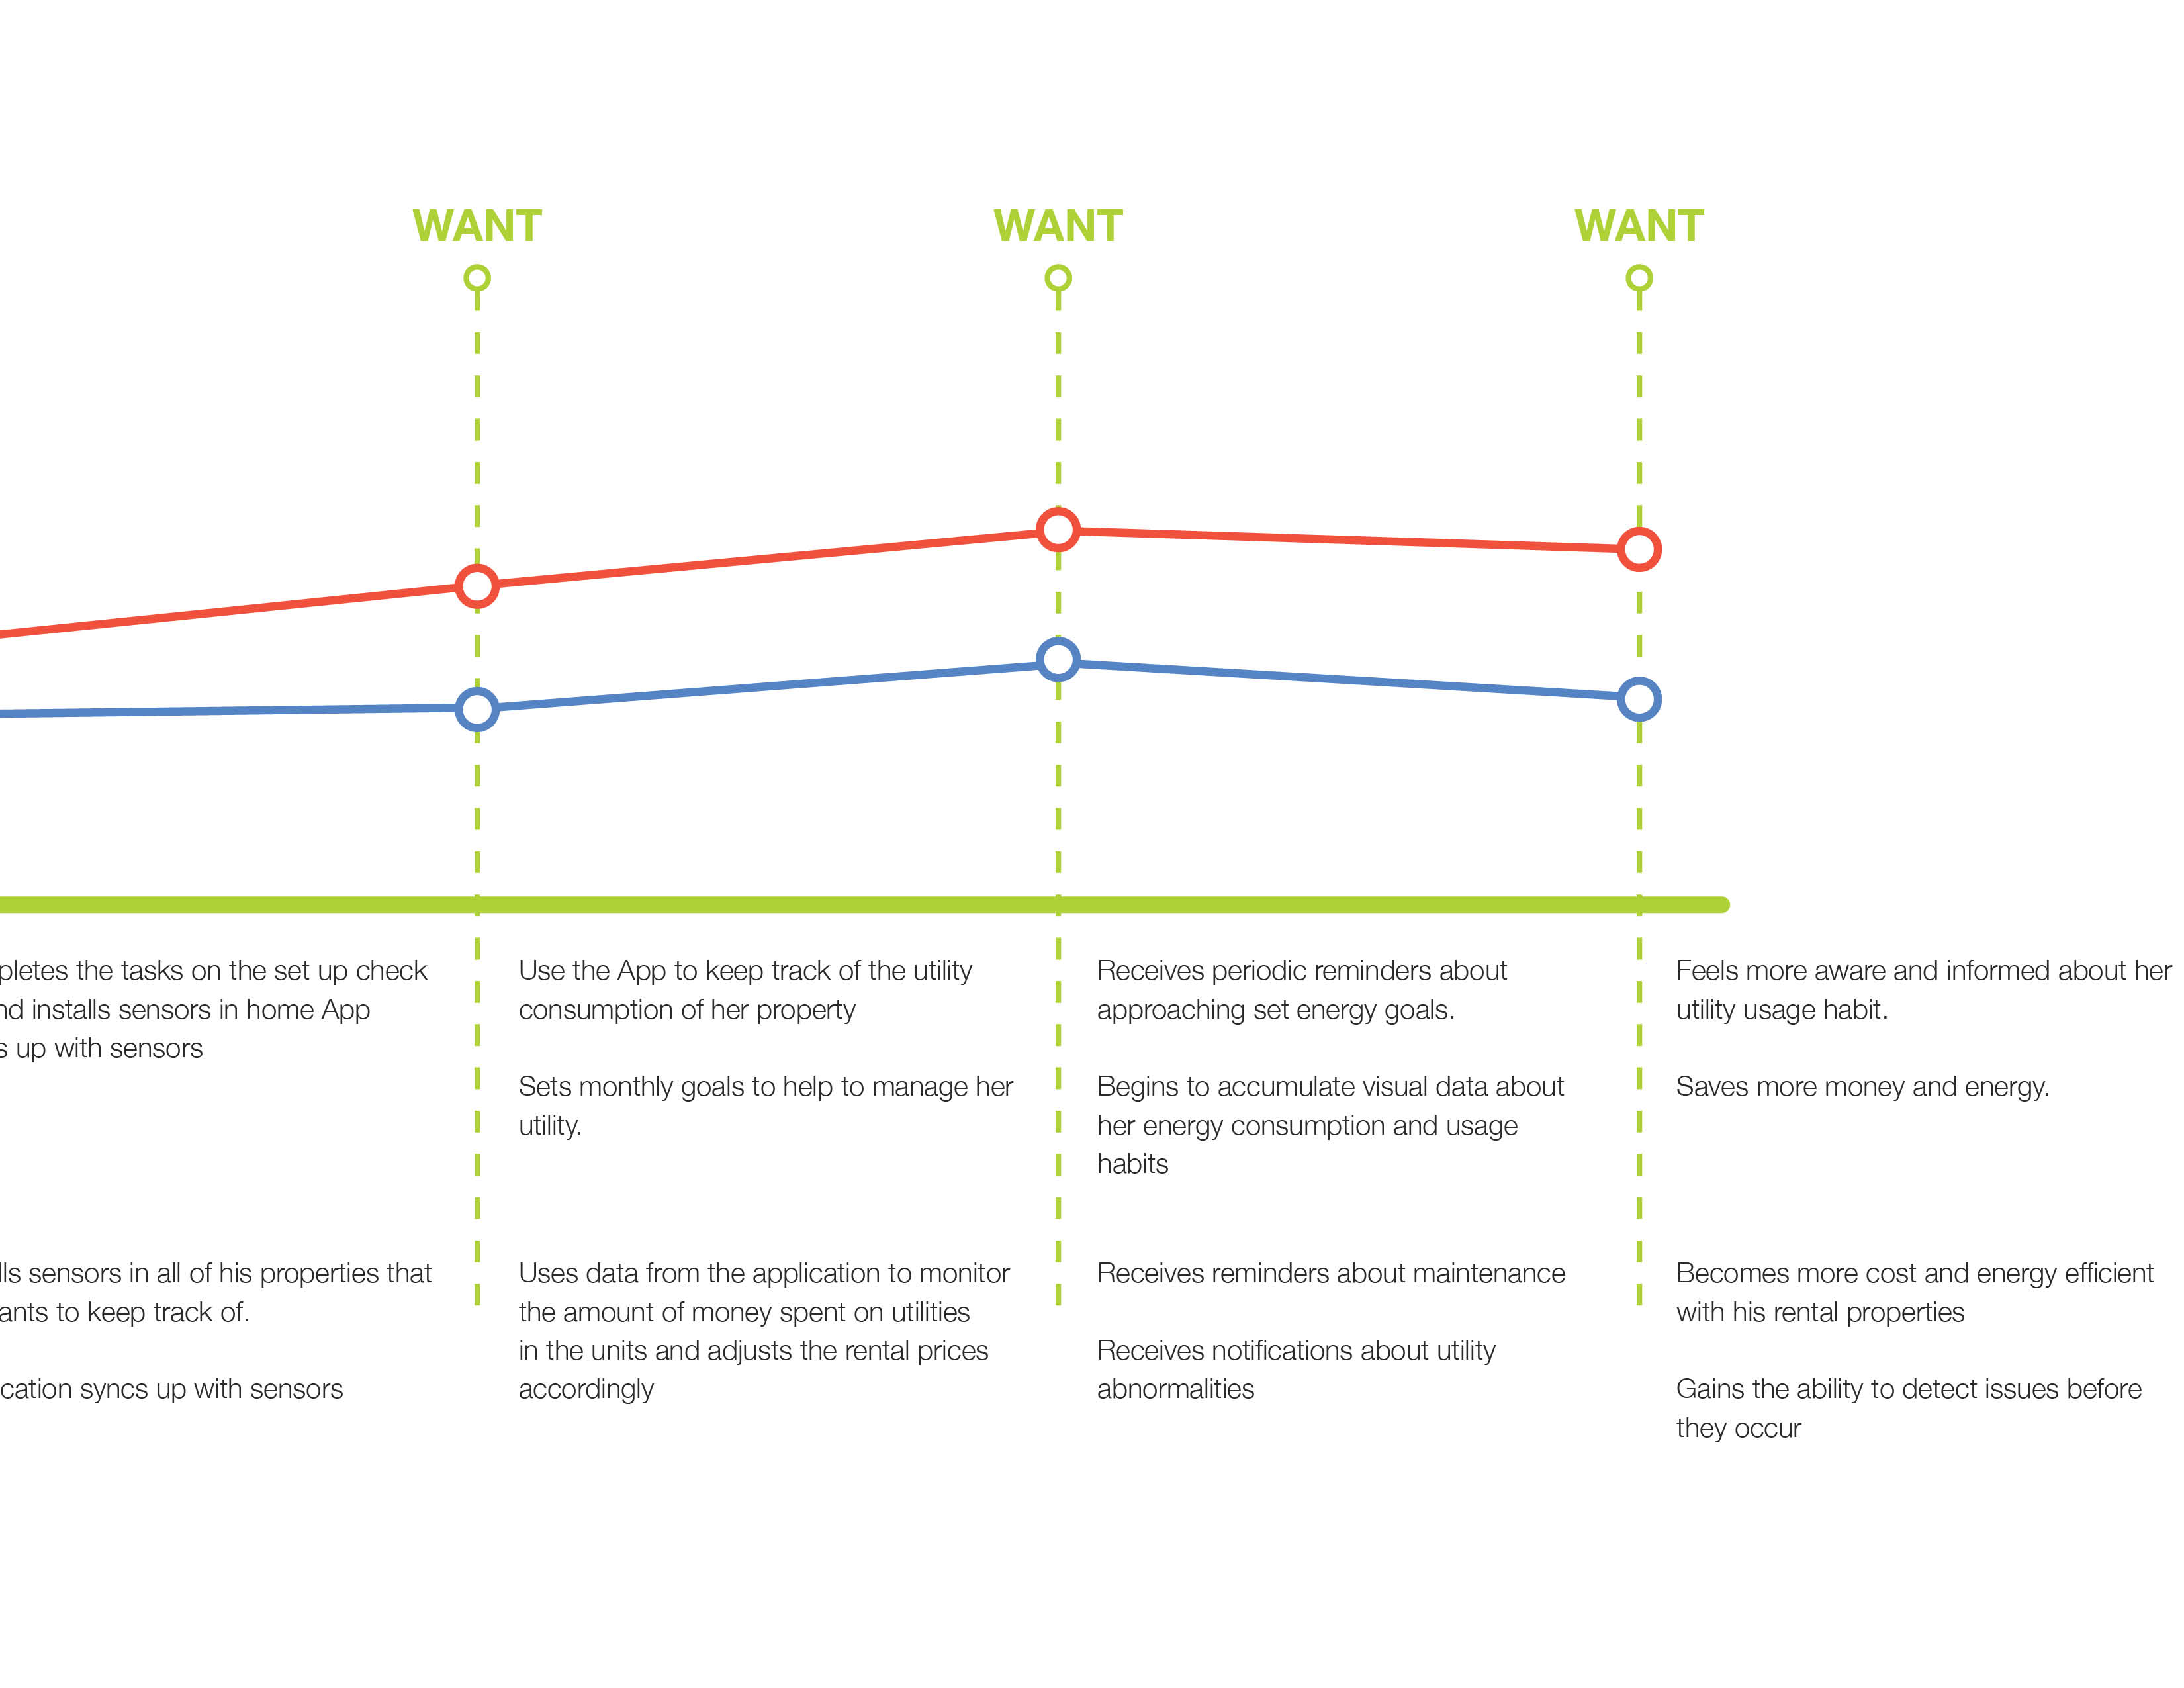 WANT WANT WANT
pletes the tasks on the set up check
nd installs sensors in home App
s up with sensors
Use the App to keep track of the utility
consumption of her property
Sets monthly goals to help to manage her
utility.
Receives periodic reminders about
approaching set energy goals.
Begins to accumulate visual data about
her energy consumption and usage
habits
Feels more aware and informed about her
utility usage habit.
Saves more money and energy.
lls sensors in all of his properties that
ants to keep track of.
cation syncs up with sensors
Uses data from the application to monitor
the amount of money spent on utilities
in the units and adjusts the rental prices
accordingly
Receives reminders about maintenance
Receives notifications about utility
abnormalities
Becomes more cost and energy efficient
with his rental properties
Gains the ability to detect issues before
they occur